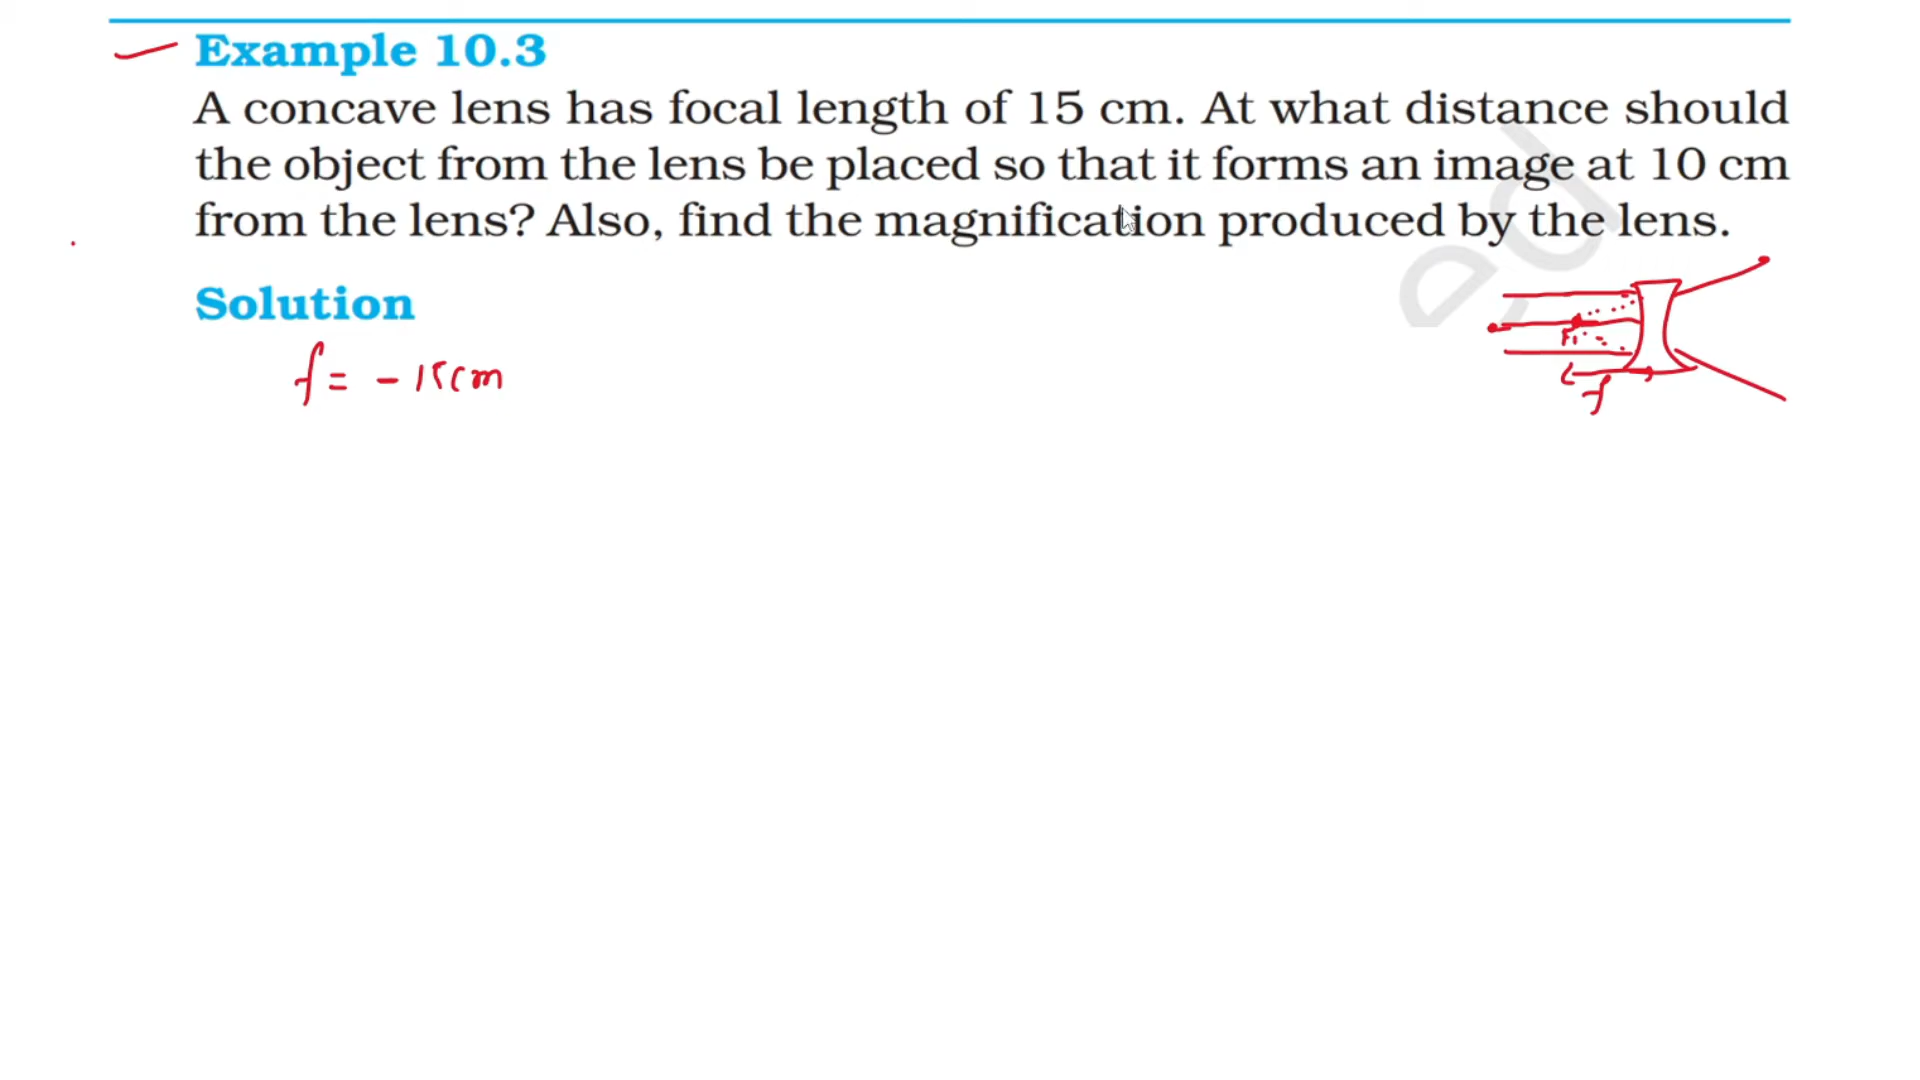 Example 10.3
A concave lens has focal length of 15 cm. At what distance should
the object from the lens be placed so that it forms an image at 10 cm
from the lens? Also, find the magnification produced by the lens.
Solution
f = - 15cm
F1
f
ed